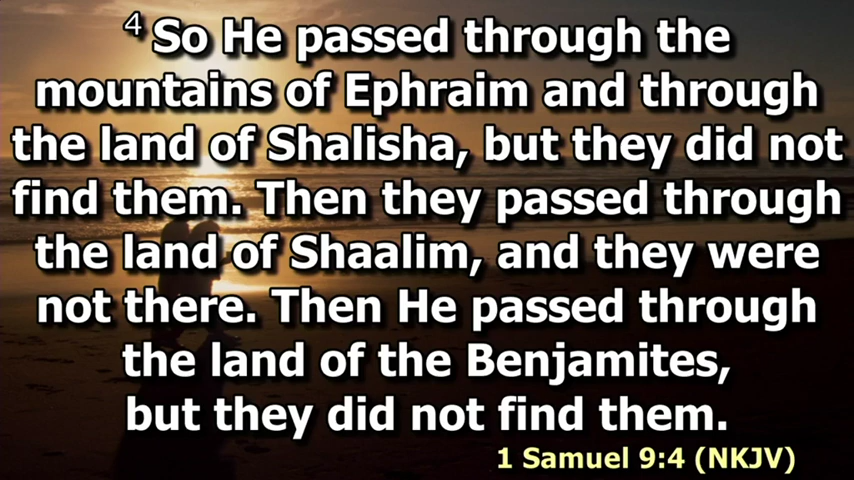 4 So He passed through the
mountains of Ephraim and through
the land of Shalisha, but they did not
find them. Then they passed through
the land of Shaalim, and they were
not there. Then He passed through
the land of the Benjamites,
but they did not find them.
1 Samuel 9:4 (NKJV)